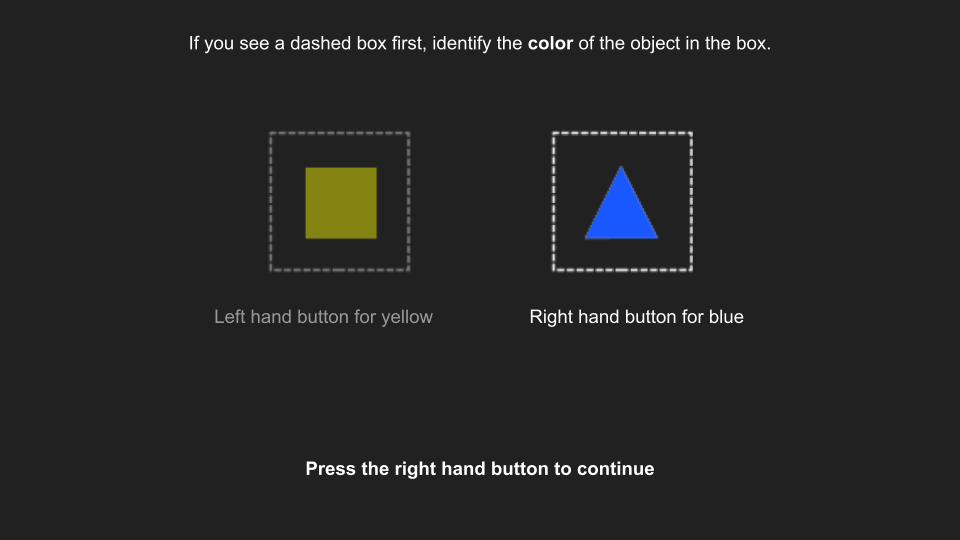 If you see a dashed box first, identify the color of the object in the box.
Left hand button for yellow
Right hand button for blue
Press the right hand button to continue